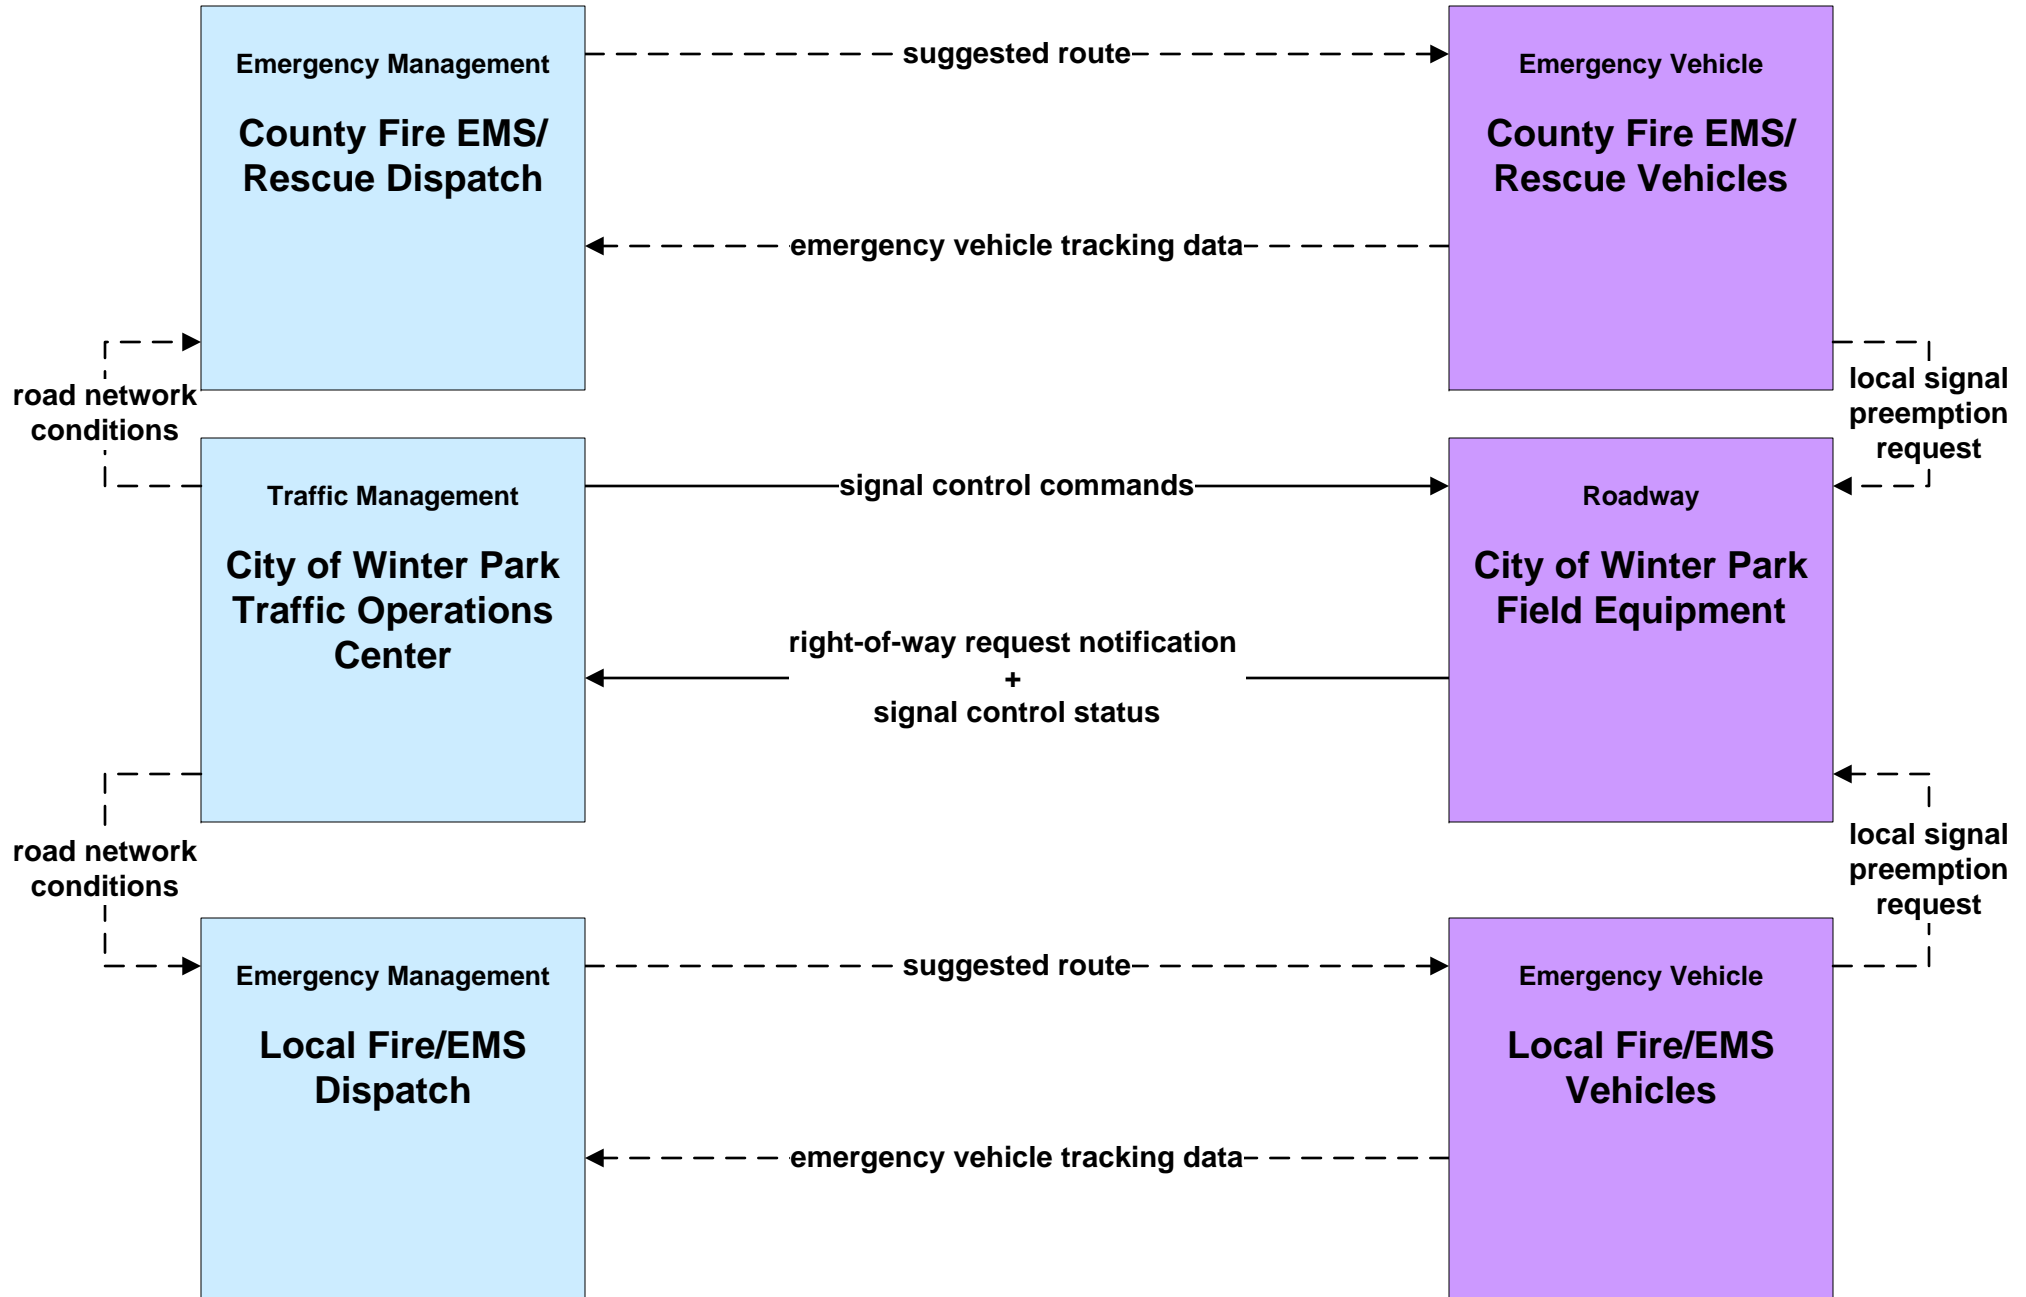 Emergency Management
County Fire EMS/
Rescue Dispatch
suggested route
emergency vehicle tracking data
Emergency Vehicle
County Fire EMS/
Rescue Vehicles
road network
conditions
local signal
preemption
request
Traffic Management
City of Winter Park
Traffic Operations
Center
signal control commands
right-of-way request notification
+
signal control status
Roadway
City of Winter Park
Field Equipment
road network
conditions
local signal
preemption
request
Emergency Management
Local Fire/EMS
Dispatch
suggested route
emergency vehicle tracking data
Emergency Vehicle
Local Fire/EMS
Vehicles